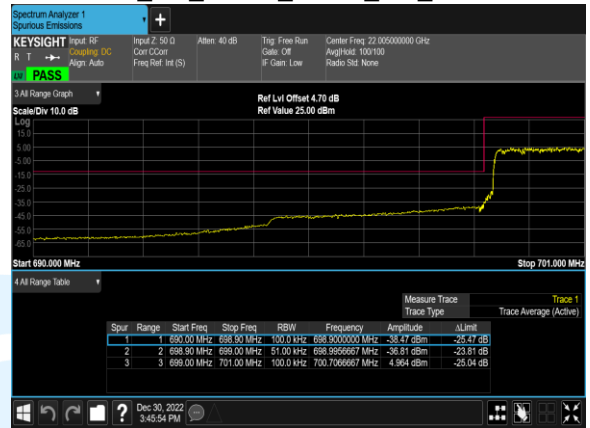 Spectrum Analyzer 1
Spurious Emissions
+
KEYSIGHT Input: RF Input Z: 50 Ω Atten: 40 dB Trig: Free Run Center Freq: 22.005000000 GHz
R T Coupling: DC Corr CCorr Gate: Off Avg|Hold: 100/100
Align: Auto Freq Ref: Int (S) IF Gain: Low Radio Std: None
PASS
3 All Range Graph
Ref Lvl Offset 4.70 dB
Scale/Div 10.0 dB Ref Value 25.00 dBm
Log
15.0
5.00
-5.00
-15.0
-25.0
-35.0
-45.0
-55.0
-65.0
Start 690.000 MHz Stop 701.000 MHz
4 All Range Table
Measure Trace Trace 1
Trace Type Trace Average (Active)
Spur Range Start Freq Stop Freq RBW Frequency Amplitude ΔLimit
1 1 690.00 MHz 698.90 MHz 100.0 kHz 698.9000000 MHz -38.47 dBm -25.47 dB
2 2 698.90 MHz 699.00 MHz 51.00 kHz 698.9956667 MHz -36.81 dBm -23.81 dB
3 3 699.00 MHz 701.00 MHz 100.0 kHz 700.7066667 MHz 4.964 dBm -25.04 dB
? Dec 30, 2022
3:45:54 PM